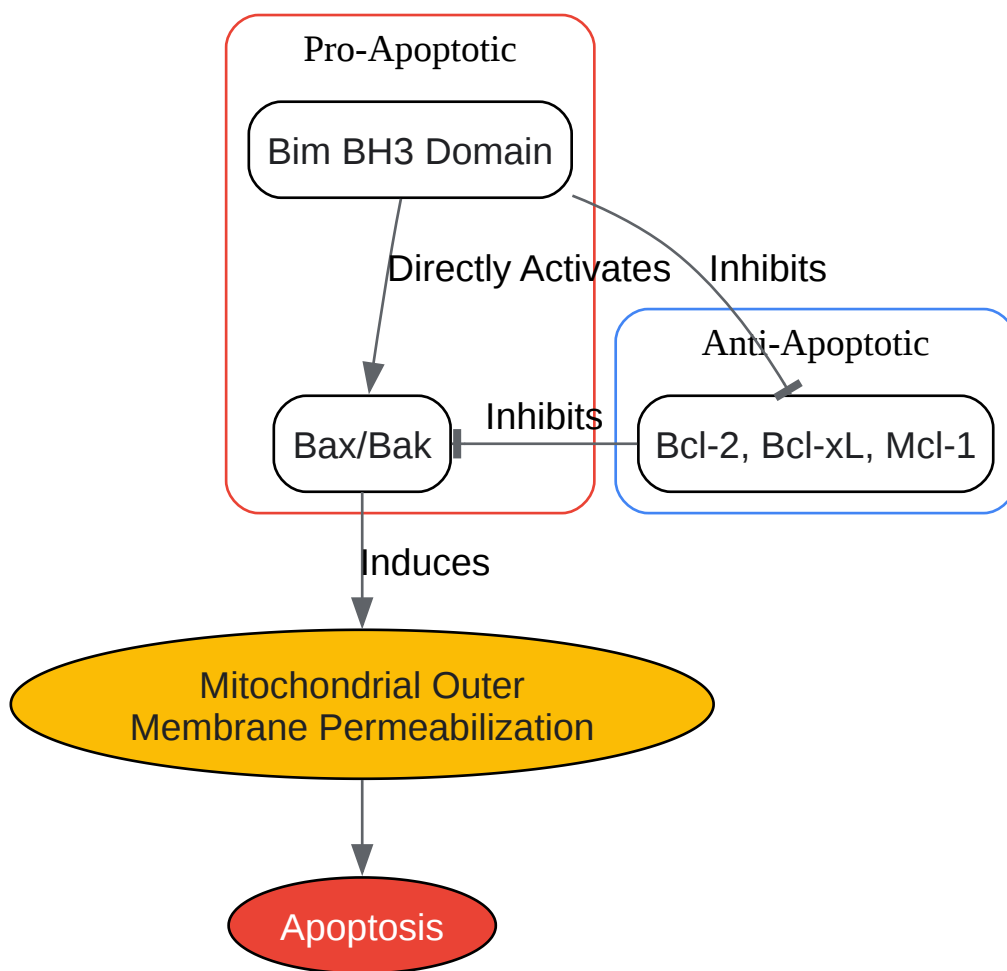 Pro-Apoptotic
Bim BH3 Domain
Directly Activates
Inhibits
Anti-Apoptotic
Bax/Bak
Inhibits
Bcl-2, Bcl-xL, Mcl-1
Induces
Mitochondrial Outer
Membrane Permeabilization
Apoptosis